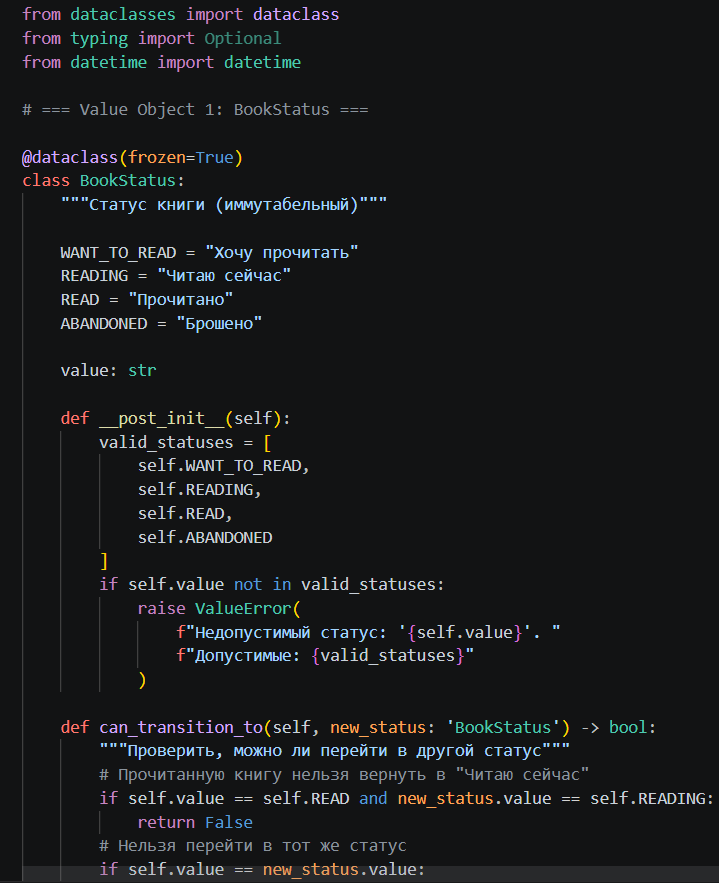 from dataclasses import dataclass
from typing import Optional
from datetime import datetime
# === Value Object 1: BookStatus ===
@dataclass(frozen=True)
class BookStatus:
"""Статус книги (иммутабельный)"""
WANT_TO_READ = "Хочу прочитать"
READING = "Читаю сейчас"
READ = "Прочитано"
ABANDONED = "Брошено"
value: str
def __post_init__(self):
valid_statuses = [
self.WANT_TO_READ,
self.READING,
self.READ,
self.ABANDONED
]
if self.value not in valid_statuses:
raise ValueError(
f"Недопустимый статус: '{self.value}'. "
f"Допустимые: {valid_statuses}"
)
def can_transition_to(self, new_status: 'BookStatus') -> bool:
"""Проверить, можно ли перейти в другой статус"""
# Прочитанную книгу нельзя вернуть в "Читаю сейчас"
if self.value == self.READ and new_status.value == self.READING:
return False
# Нельзя перейти в тот же статус
if self.value == new_status.value: